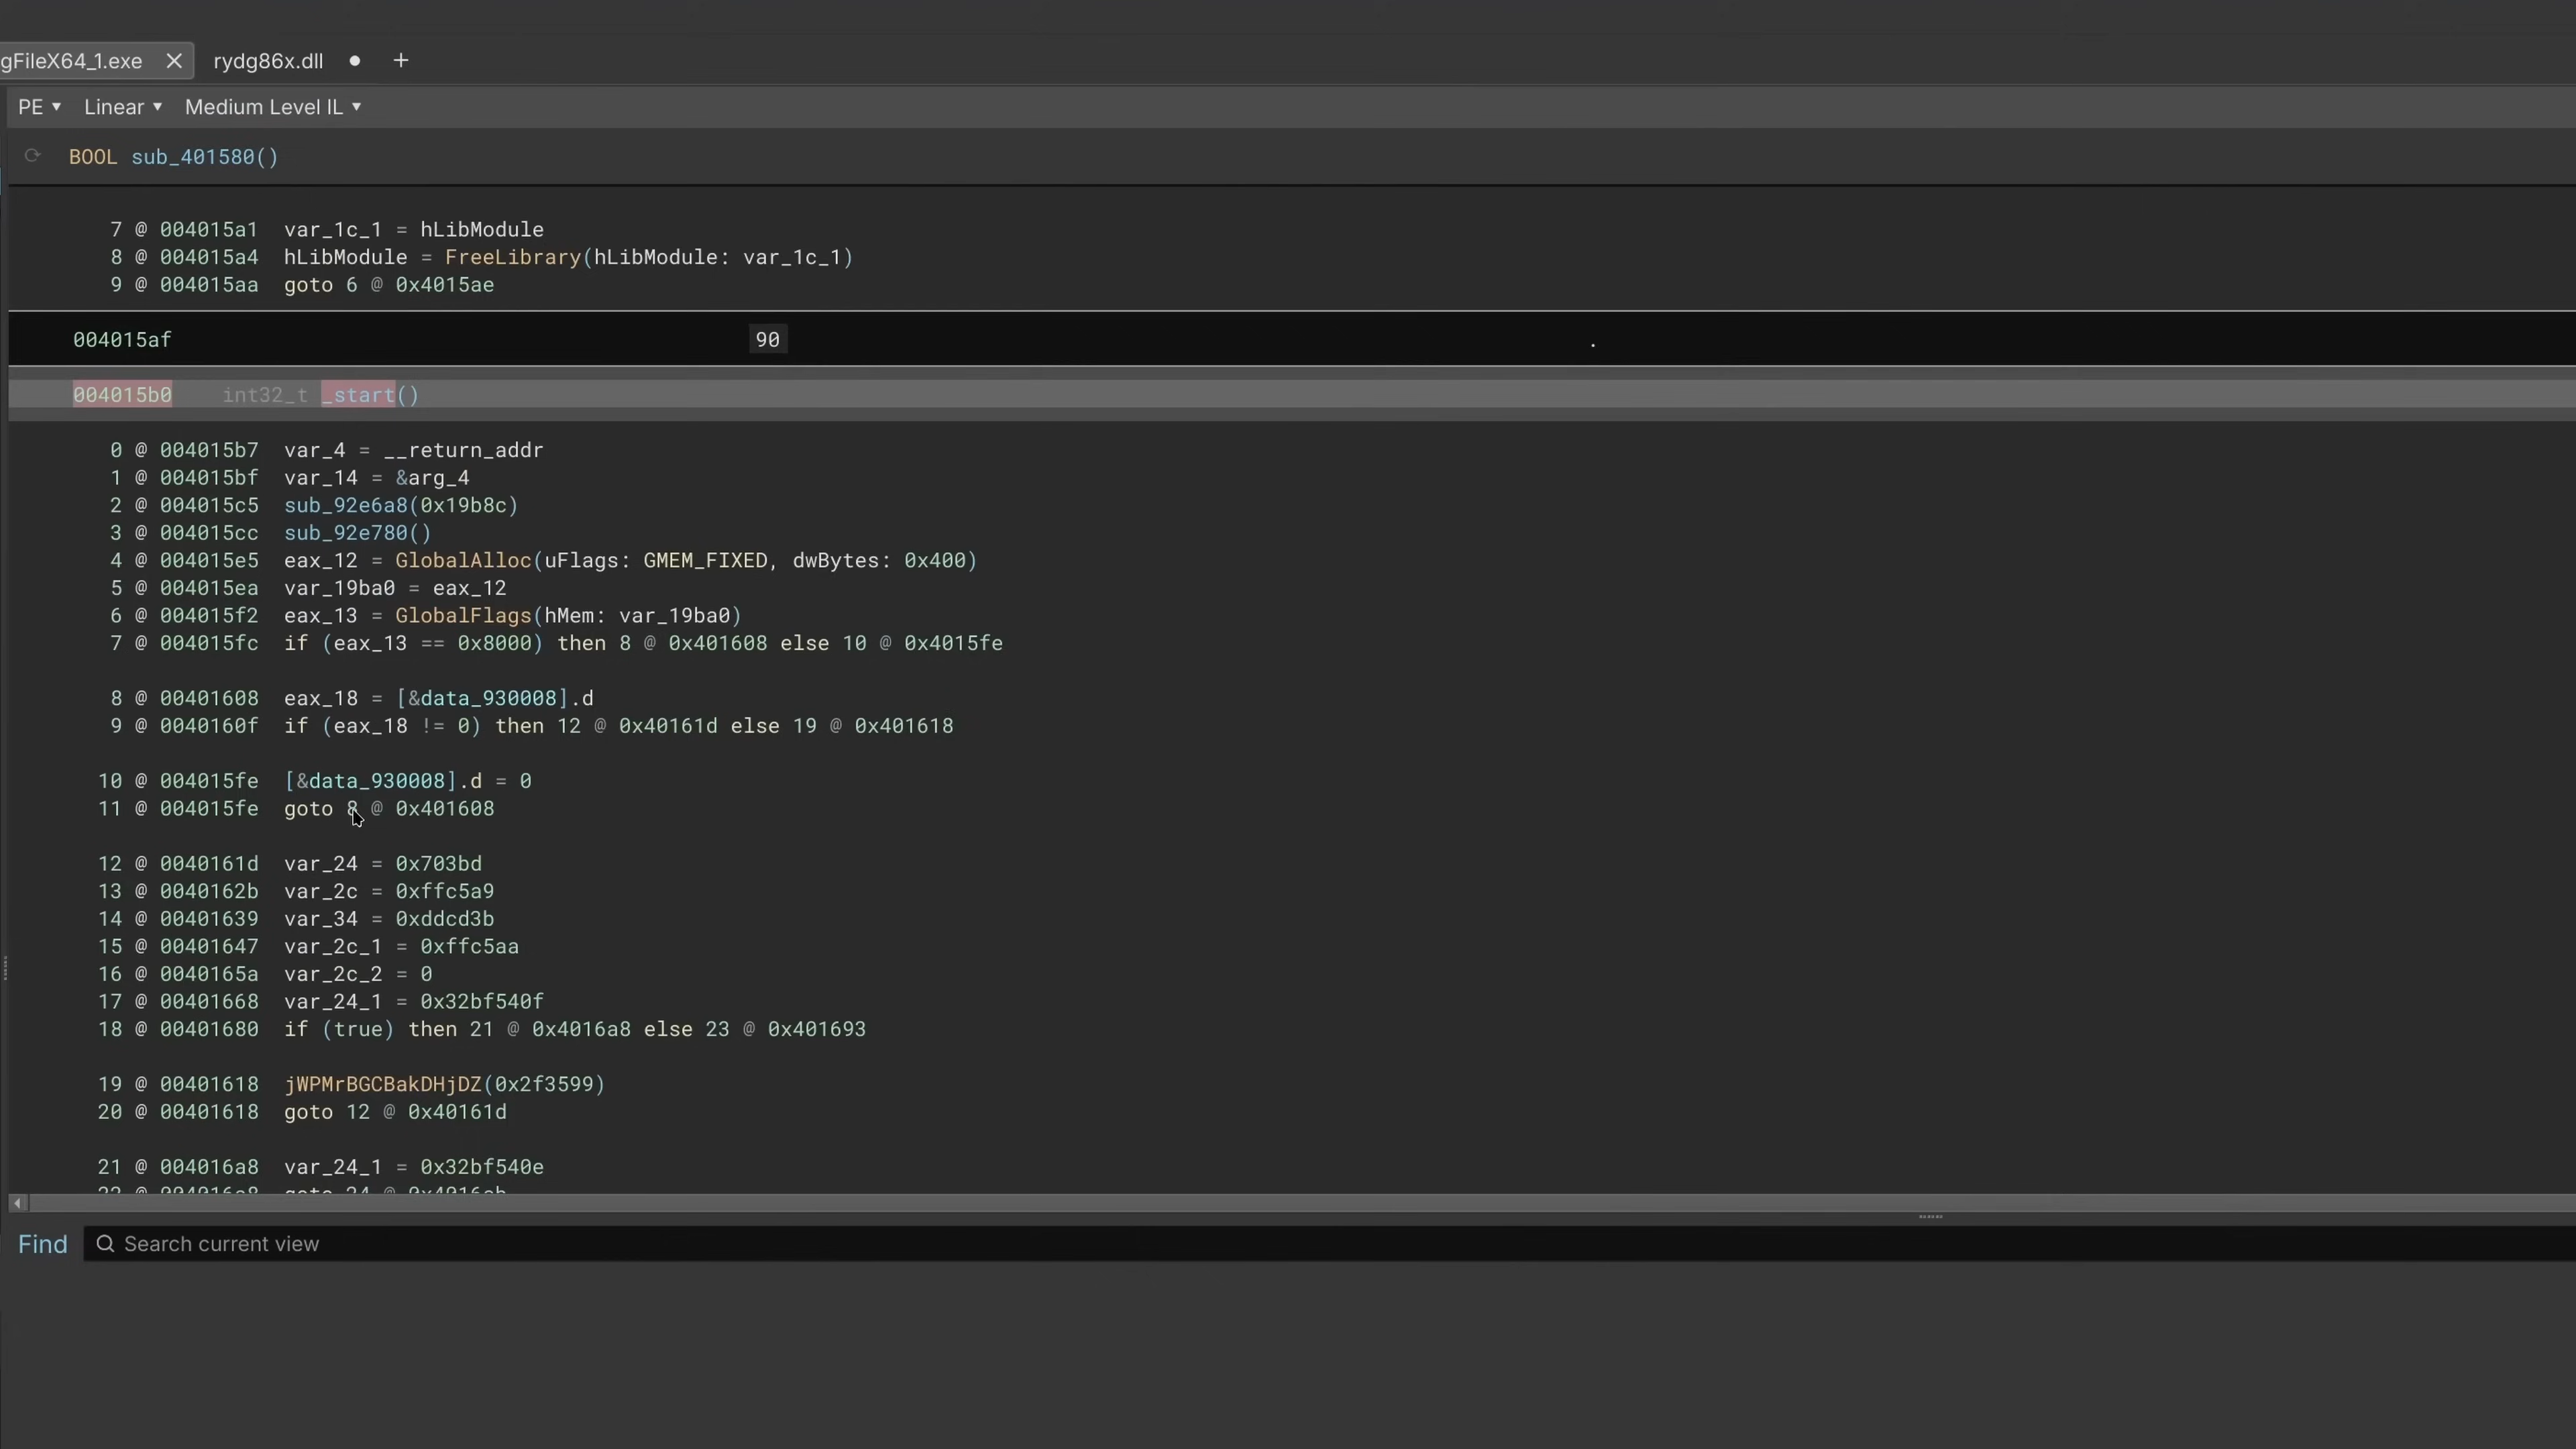 gFileX64_1.exe rydg86x.dll +
PE Linear Medium Level IL
BOOL sub_401580()
7 @ 004015a1 var_1c_1 = hLibModule
8 @ 004015a4 hLibModule = FreeLibrary(hLibModule: var_1c_1)
9 @ 004015aa goto 6 @ 0x4015ae
004015af 90 .
004015b0 int32_t _start()
0 @ 004015b7 var_4 = __return_addr
1 @ 004015bf var_14 = &arg_4
2 @ 004015c5 sub_92e6a8(0x19b8c)
3 @ 004015cc sub_92e780()
4 @ 004015e5 eax_12 = GlobalAlloc(uFlags: GMEM_FIXED, dwBytes: 0x400)
5 @ 004015ea var_19ba0 = eax_12
6 @ 004015f2 eax_13 = GlobalFlags(hMem: var_19ba0)
7 @ 004015fc if (eax_13 == 0x8000) then 8 @ 0x401608 else 10 @ 0x4015fe
8 @ 00401608 eax_18 = [&data_930008].d
9 @ 0040160f if (eax_18 != 0) then 12 @ 0x40161d else 19 @ 0x401618
10 @ 004015fe [&data_930008].d = 0
11 @ 004015fe goto 8 @ 0x401608
12 @ 0040161d var_24 = 0x703bd
13 @ 0040162b var_2c = 0xffc5a9
14 @ 00401639 var_34 = 0xddcd3b
15 @ 00401647 var_2c_1 = 0xffc5aa
16 @ 0040165a var_2c_2 = 0
17 @ 00401668 var_24_1 = 0x32bf540f
18 @ 00401680 if (true) then 21 @ 0x4016a8 else 23 @ 0x401693
19 @ 00401618 jWPMrBGCBakDHjDZ(0x2f3599)
20 @ 00401618 goto 12 @ 0x40161d
21 @ 004016a8 var_24_1 = 0x32bf540e
22 @ 004016a8 goto 24 @
Find Search current view